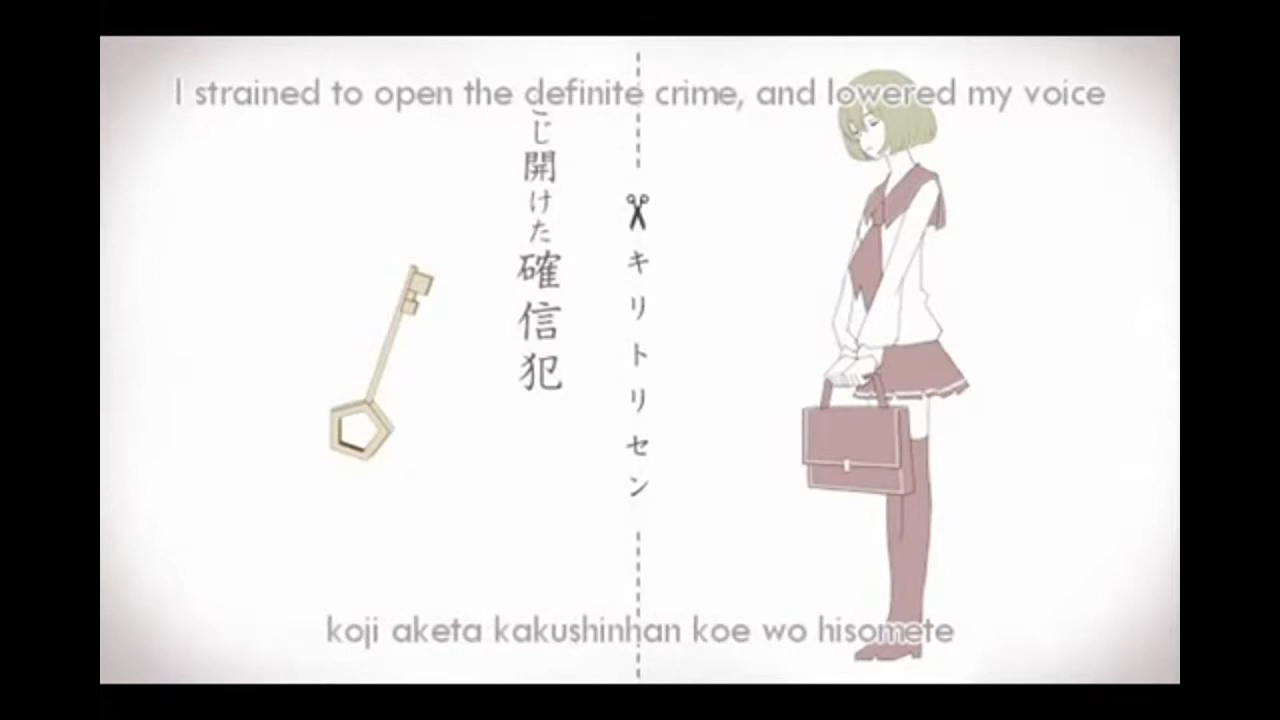 I strained to open the definite crime, and lowered my voice
こじ開けた確信犯
キリトリセン
koji aketa kakushinhan koe wo hisomete